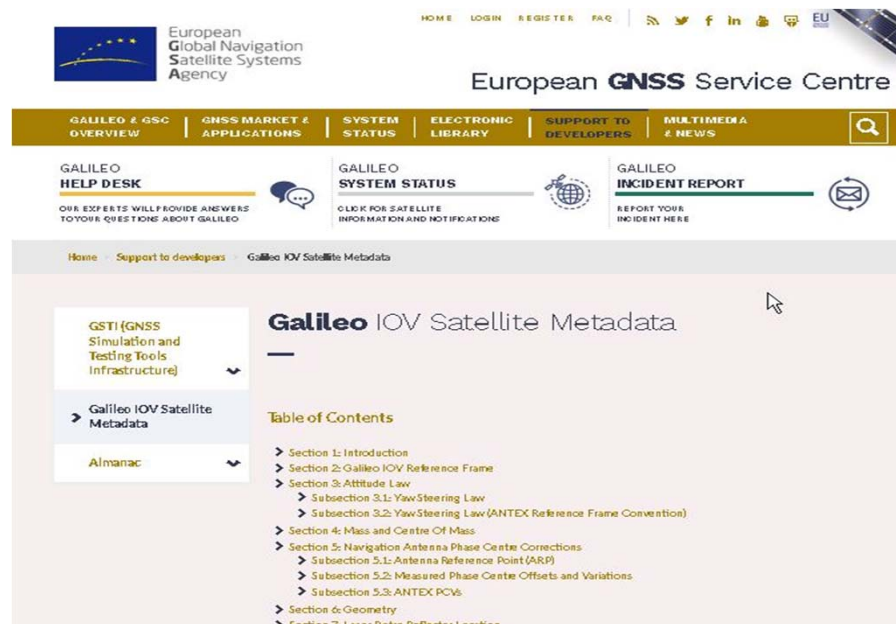 European
Global Navigation
Satellite Systems
Agency
HOME LOGIN REGISTER FAQ
EU
European GNSS Service Centre
GALILEO & GSC OVERVIEW
GNSS MARKET & APPLICATIONS
SYSTEM STATUS
ELECTRONIC LIBRARY
SUPPORT TO DEVELOPERS
MULTIMEDIA & NEWS
GALILEO
HELP DESK
OUR EXPERTS WILL PROVIDE ANSWERS
TO YOUR QUESTIONS ABOUT GALILEO
GALILEO
SYSTEM STATUS
CLICK FOR SATELLITE
INFORMATION AND NOTIFICATIONS
GALILEO
INCIDENT REPORT
REPORT YOUR
INCIDENT HERE
Home Support to developers Galileo IOV Satellite Metadata
GSTI (GNSS
Simulation and
Testing Tools
Infrastructure)
Galileo IOV Satellite
Metadata
Almanac
Galileo IOV Satellite Metadata
Table of Contents
Section 1: Introduction
Section 2: Galileo IOV Reference Frame
Section 3: Attitude Law
Subsection 3.1: Yaw Steering Law
Subsection 3.2: Yaw Steering Law (ANTEX Reference Frame Convention)
Section 4: Mass and Centre Of Mass
Section 5: Navigation Antenna Phase Centre Corrections
Subsection 5.1: Antenna Reference Point (ARP)
Subsection 5.2: Measured Phase Centre Offsets and Variations
Subsection 5.3: ANTEX PCVs
Section 6: Geometry
Section 7: Laser Retro Reflector Location